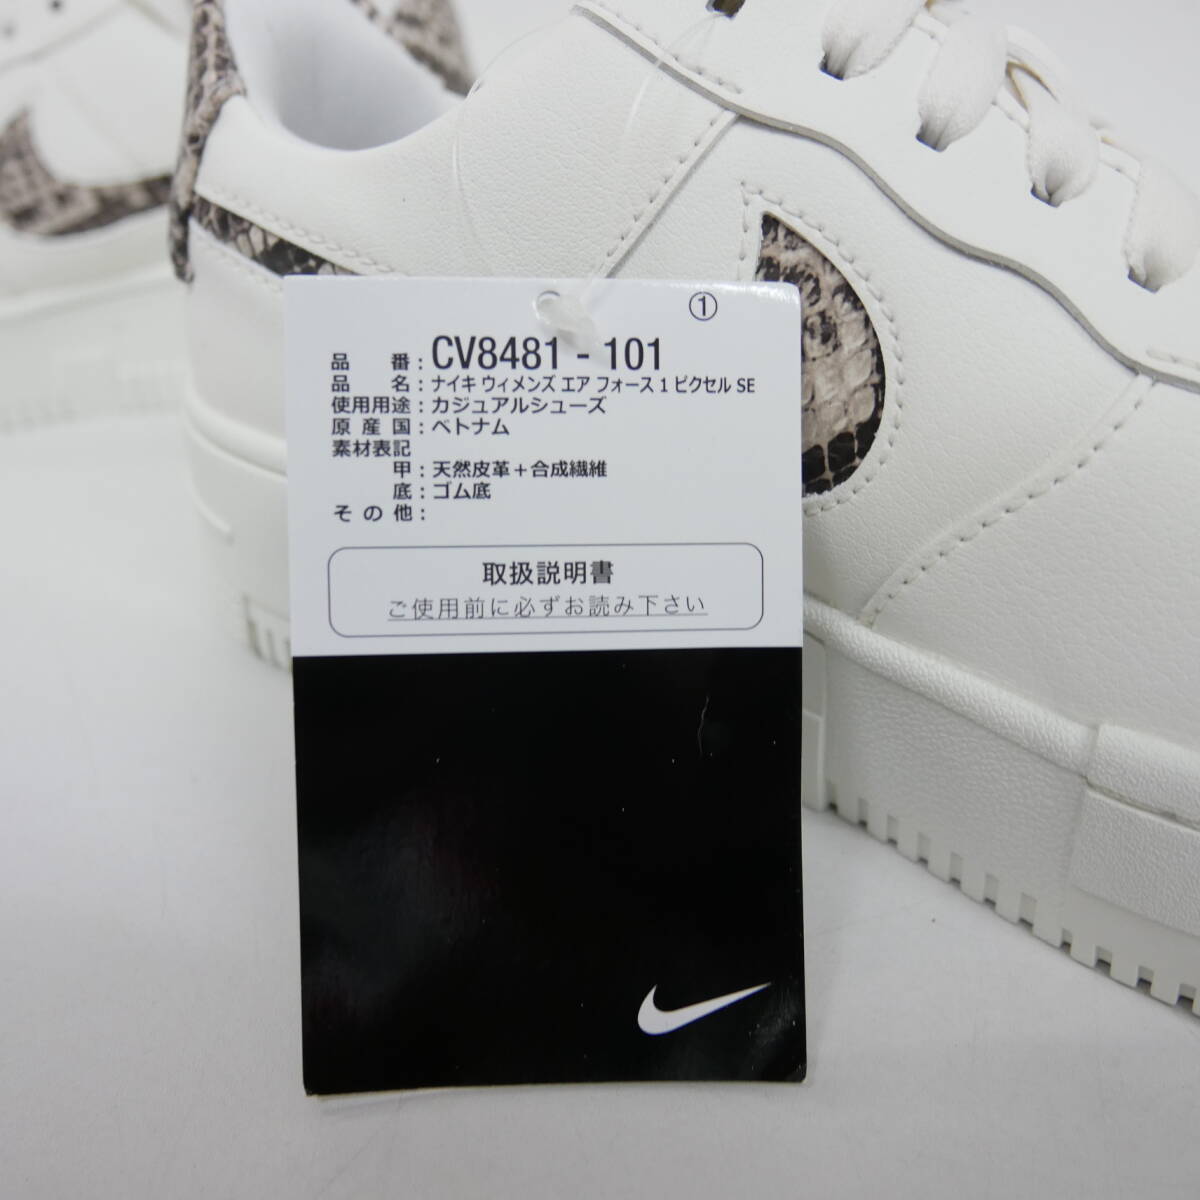 ①
品番：CV8481 - 101
品名：ナイキ ウィメンズ エア フォース 1 ピクセル SE
使用用途：カジュアルシューズ
原産国：ベトナム
素材表記
甲：天然皮革＋合成繊維
底：ゴム底
その他：
取扱説明書
ご使用前に必ずお読み下さい